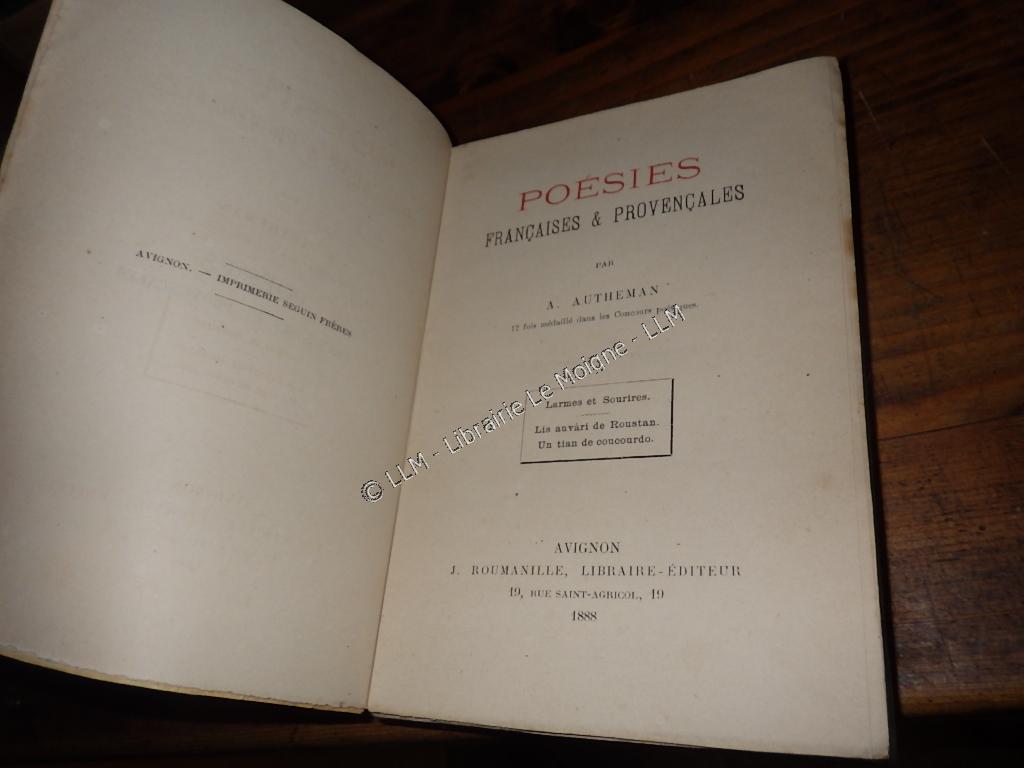 AVIGNON. — IMPRIMERIE SEGUIN FRÈRES
POÉSIES
FRANÇAISES & PROVENÇALES
PAR
A. AUTHEMAN
17 fois médaillé dans les Concours poétiques.
Larmes et Sourires.
Lis auvàri de Roustan.
Un tian de coucourdo.
AVIGNON
J. ROUMANILLE, LIBRAIRE-ÉDITEUR
19, RUE SAINT-AGRICOL, 19
1888
© LLM - Librairie Le Moigne - LLM